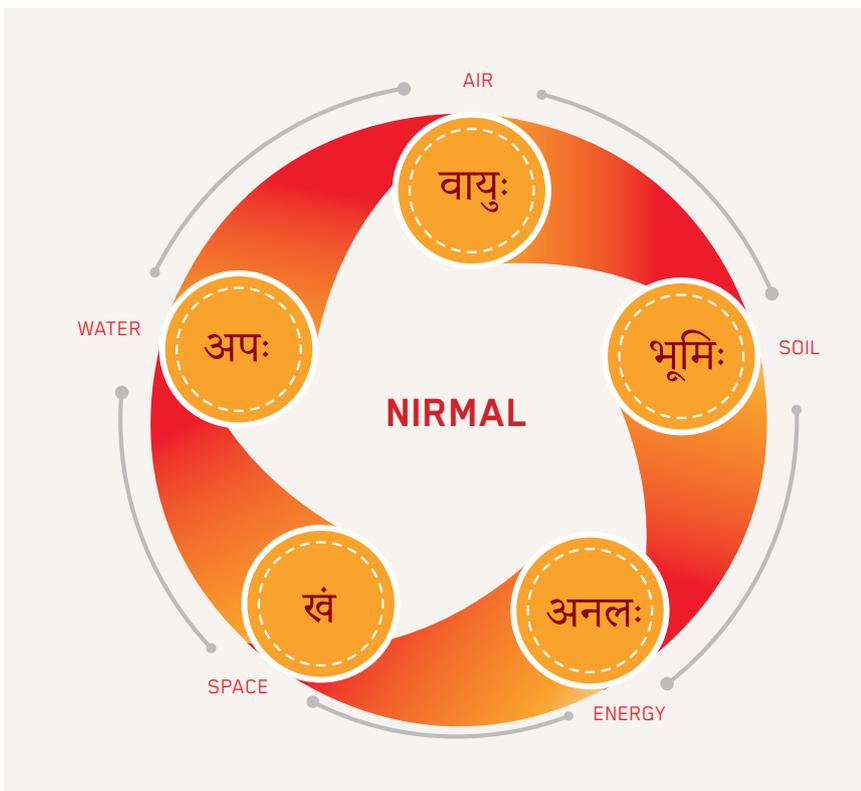 AIR
वायुः
WATER
अपः
भूमिः
SOIL
NIRMAL
खं
अनलः
SPACE
ENERGY